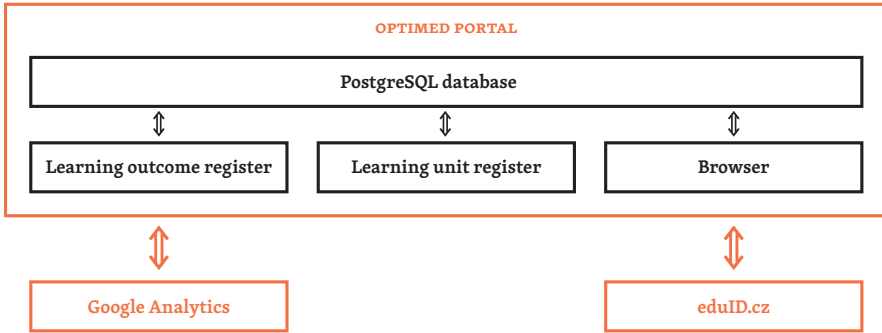 OPTIMED PORTAL
PostgreSQL database
Learning outcome register
Learning unit register
Browser
Google Analytics
eduID.cz